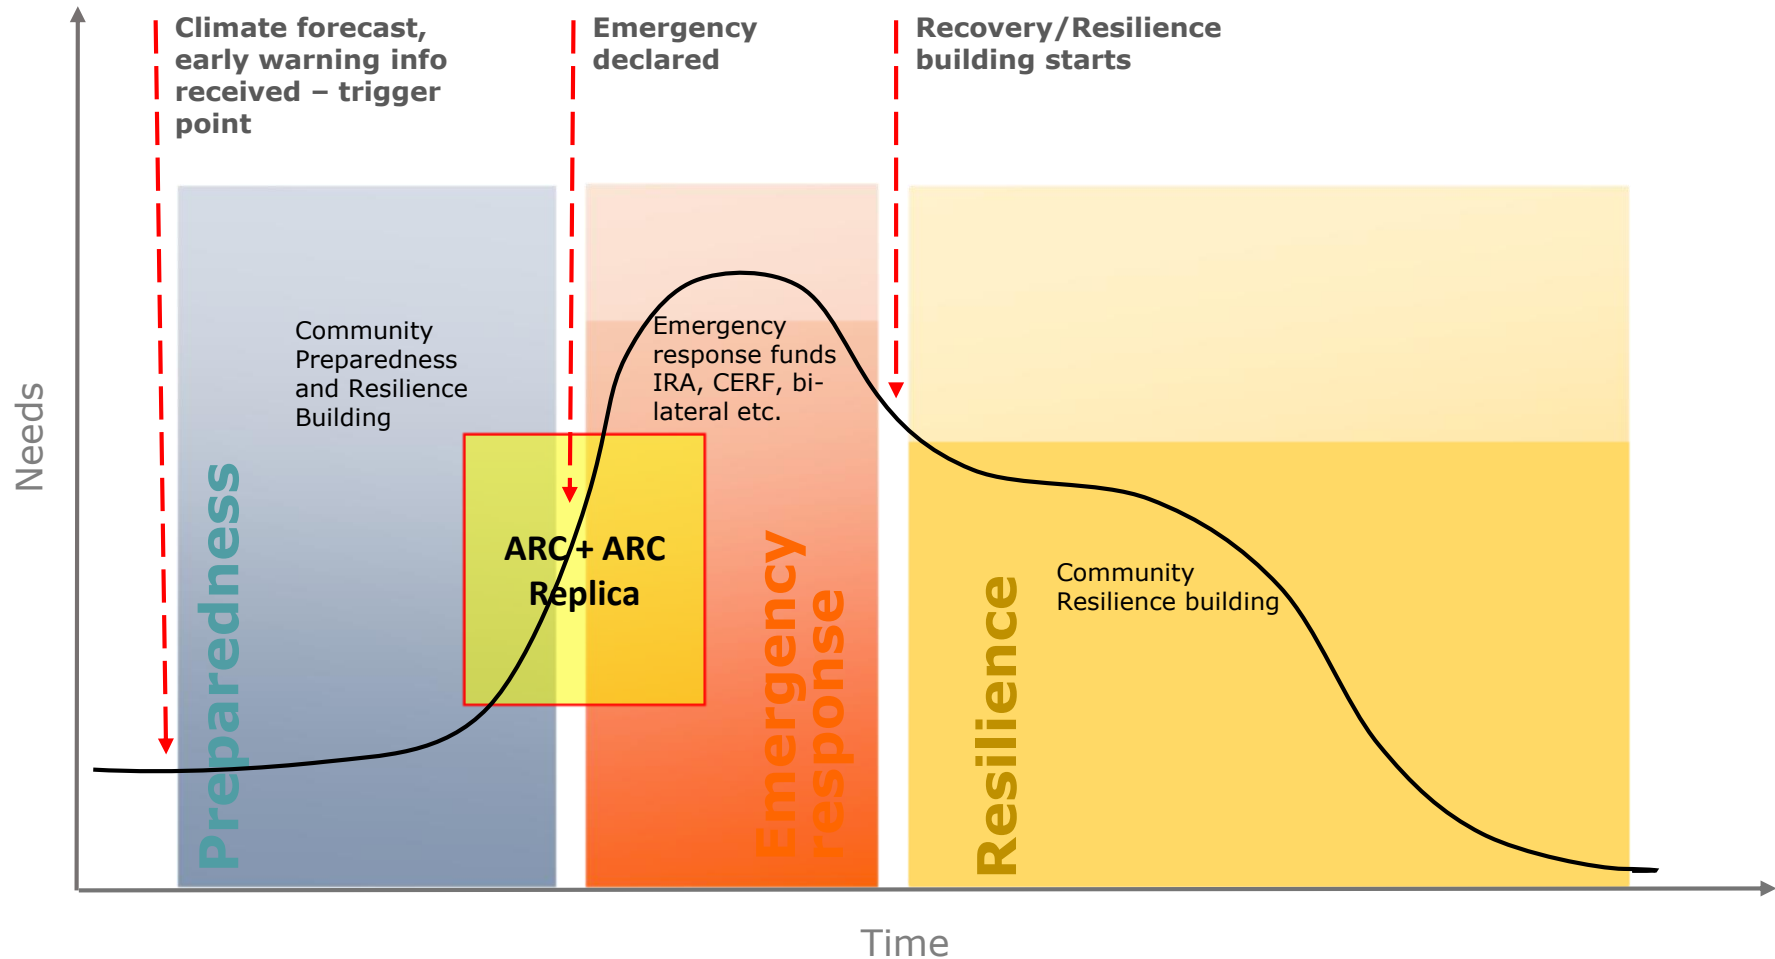 Climate forecast,
early warning info
received – trigger
point
Emergency
declared
Recovery/Resilience
building starts
Needs
Preparedness
Community
Preparedness
and Resilience
Building
ARC + ARC
Replica
Emergency
response funds
IRA, CERF, bi-
lateral etc.
Emergency
response
Resilience
Community
Resilience building
Time